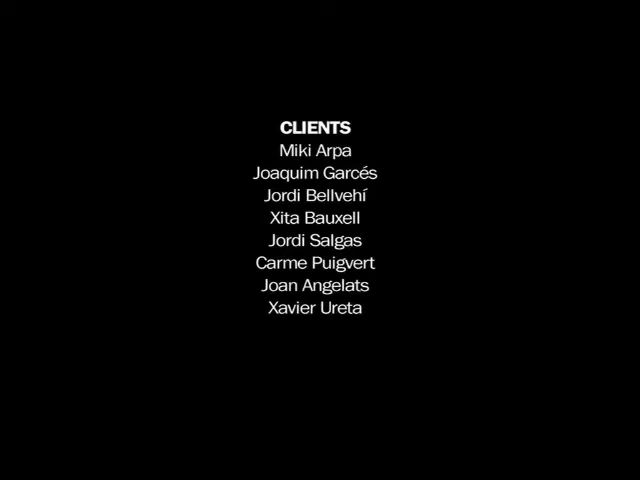 CLIENTS
Miki Arpa
Joaquim Garcés
Jordi Bellvehí
Xita Bauxell
Jordi Salgas
Carme Puigvert
Joan Angelats
Xavier Ureta